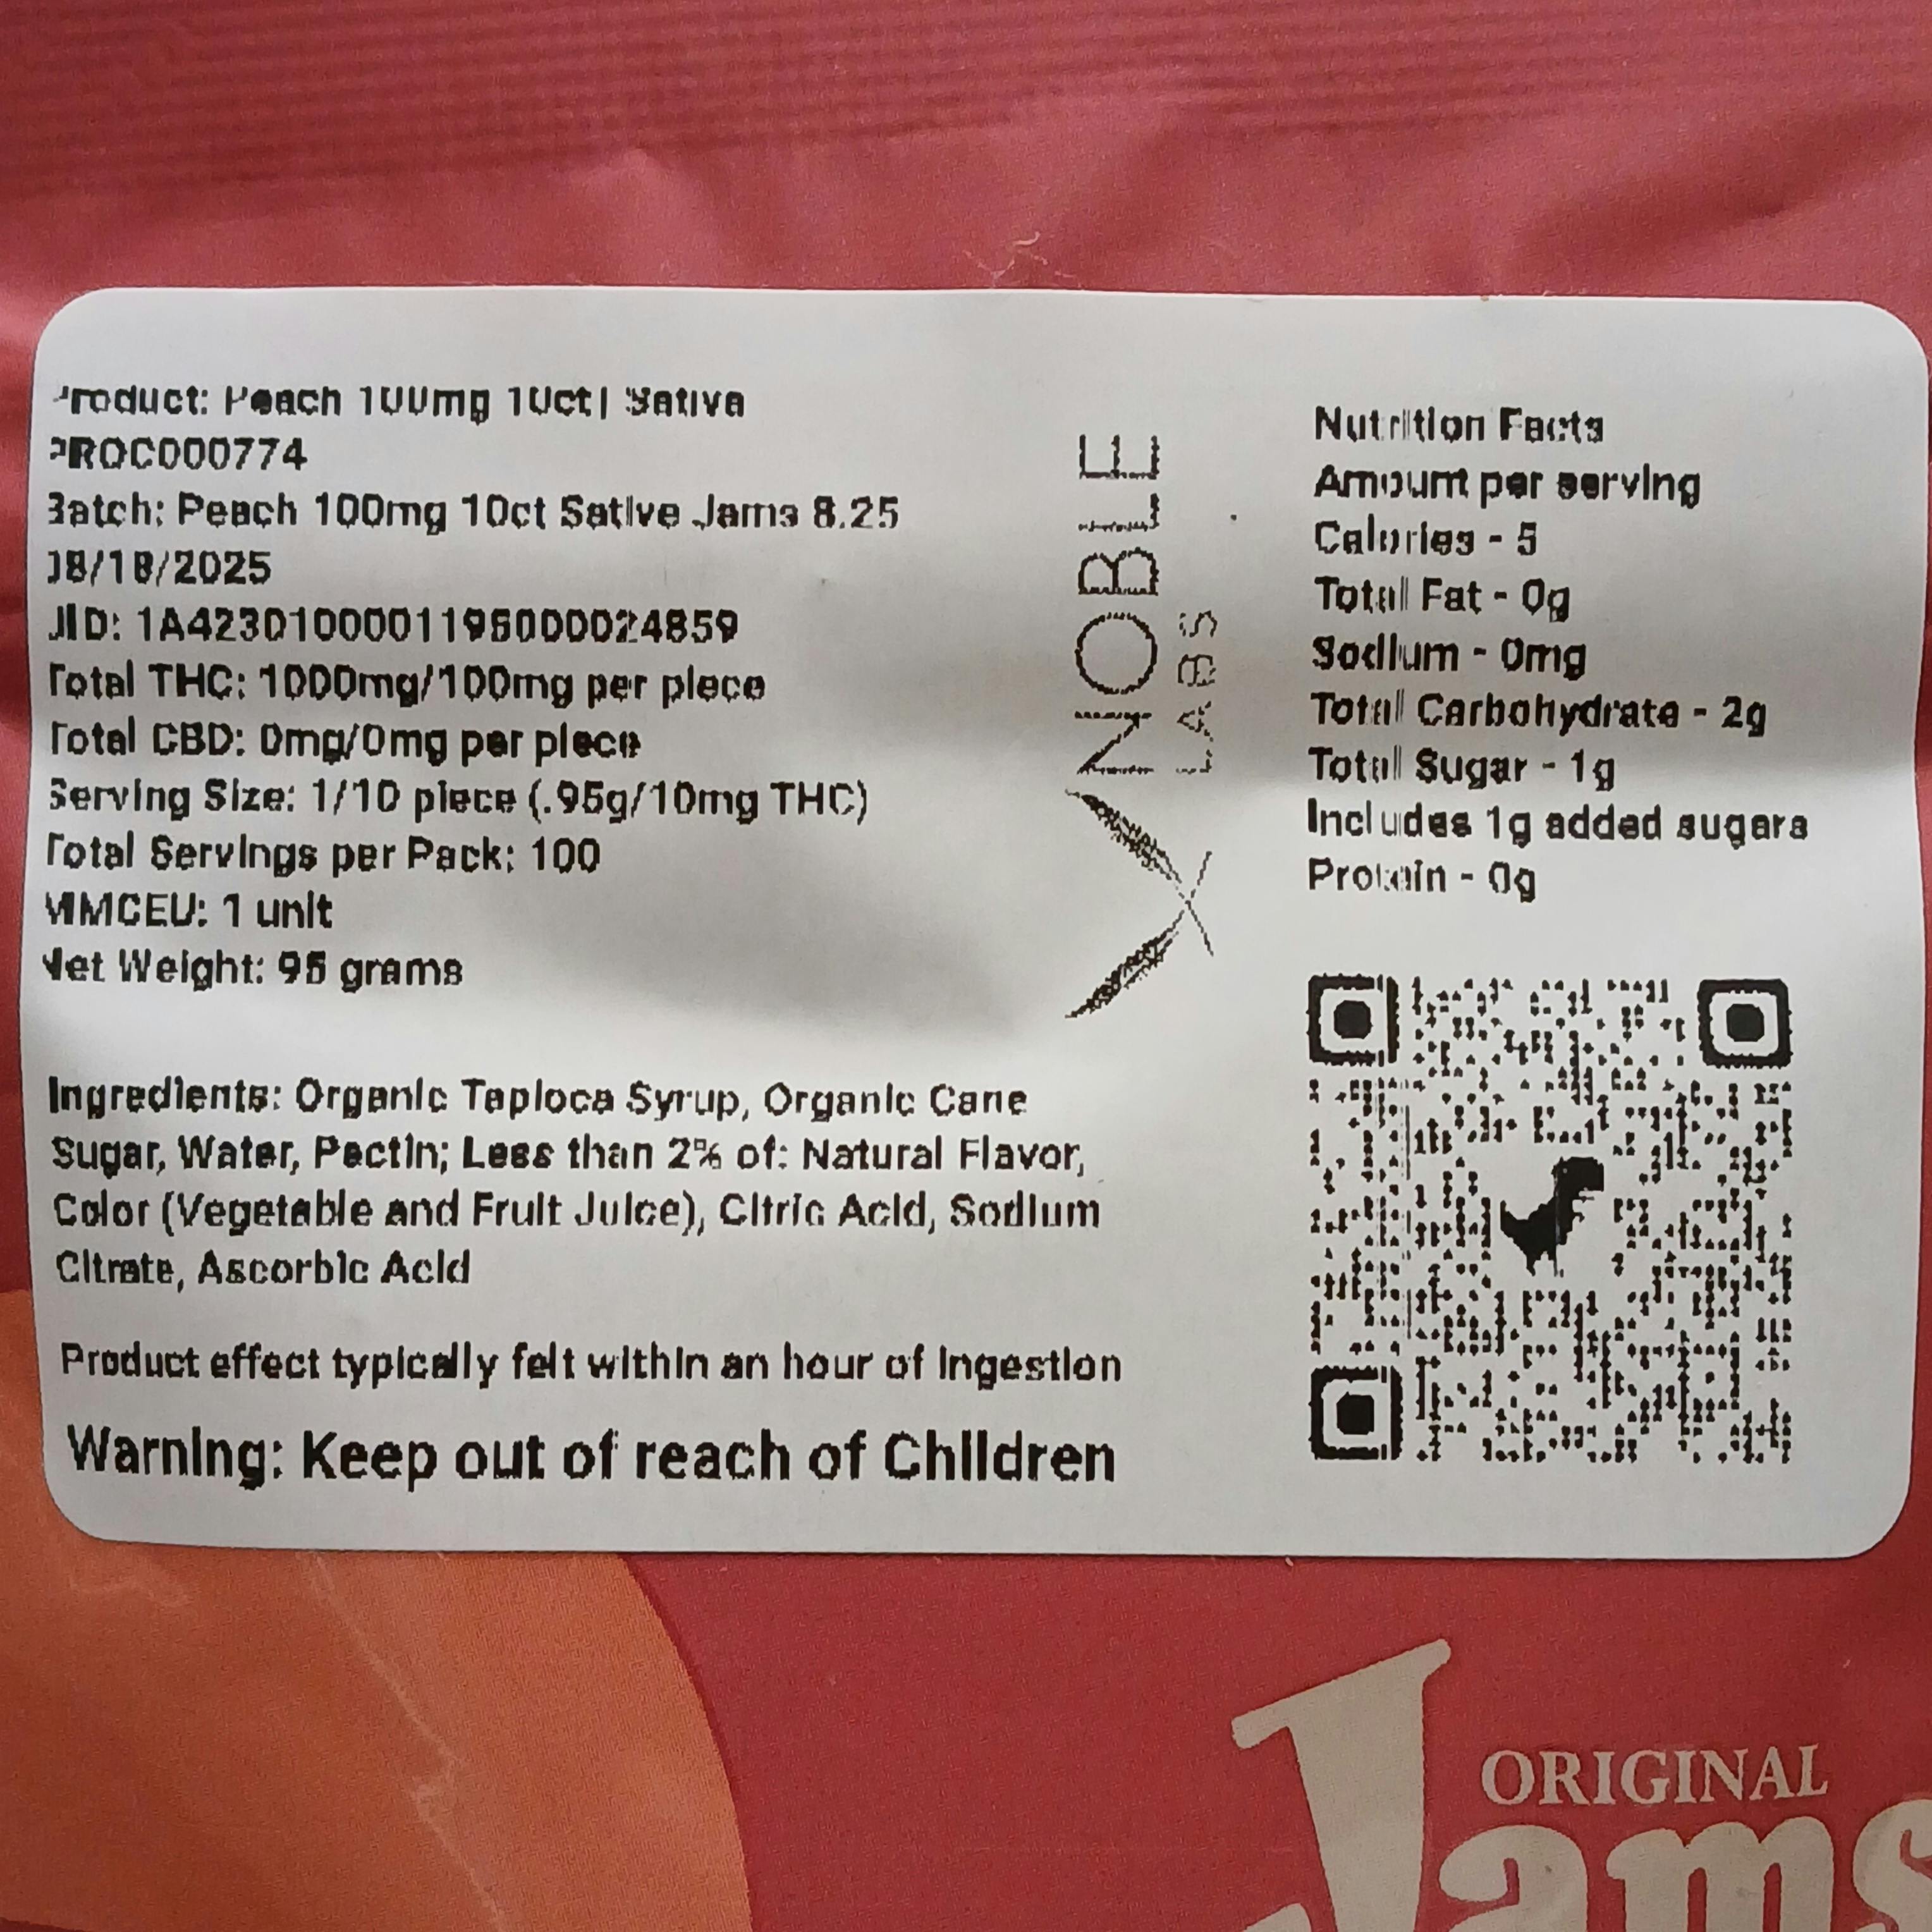 Product: Peach 100mg 10ct| Sativa
PROC000774
Batch: Peach 100mg 10ct Sative Jams 8.25
08/18/2025
UID: 1A4230100001195000024859
Total THC: 1000mg/100mg per piece
Total CBD: 0mg/0mg per piece
Serving Size: 1/10 piece (.95g/10mg THC)
Total Servings per Pack: 100
MMCEU: 1 unit
Net Weight: 95 grams
Ingredients: Organic Tapioca Syrup, Organic Cane
Sugar, Water, Pectin; Less than 2% of: Natural Flavor,
Color (Vegetable and Fruit Juice), Citric Acid, Sodium
Citrate, Ascorbic Acid
Product effect typically felt within an hour of ingestion
Warning: Keep out of reach of Children
NOBLE
LABS
Nutrition Facts
Amount per serving
Calories - 5
Total Fat - 0g
Sodium - 0mg
Total Carbohydrate - 2g
Total Sugar - 1g
Includes 1g added sugars
Protein - 0g
ORIGINAL
Jams